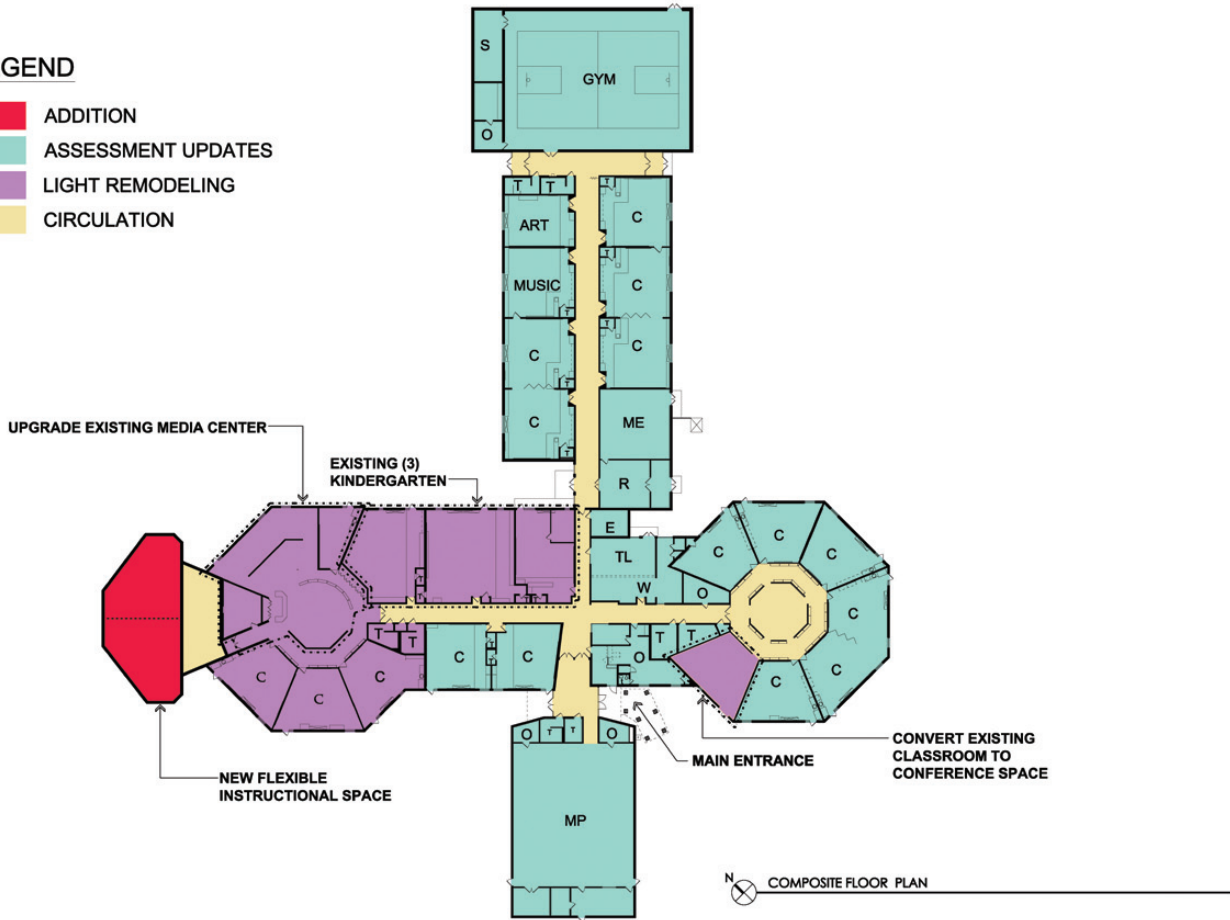 GEND
ADDITION
ASSESSMENT UPDATES
LIGHT REMODELING
CIRCULATION
S
GYM
O
T T T
ART C
T
MUSIC C
T
T
C C
T
C ME
T
R
UPGRADE EXISTING MEDIA CENTER
EXISTING (3)
KINDERGARTEN
E
TL
W
O
C
C
C
C
C
C
T
T
T
T
T
T
O
C
C
C
C
C
NEW FLEXIBLE
INSTRUCTIONAL SPACE
MAIN ENTRANCE
CONVERT EXISTING
CLASSROOM TO
CONFERENCE SPACE
O T T O
MP
N
COMPOSITE FLOOR PLAN